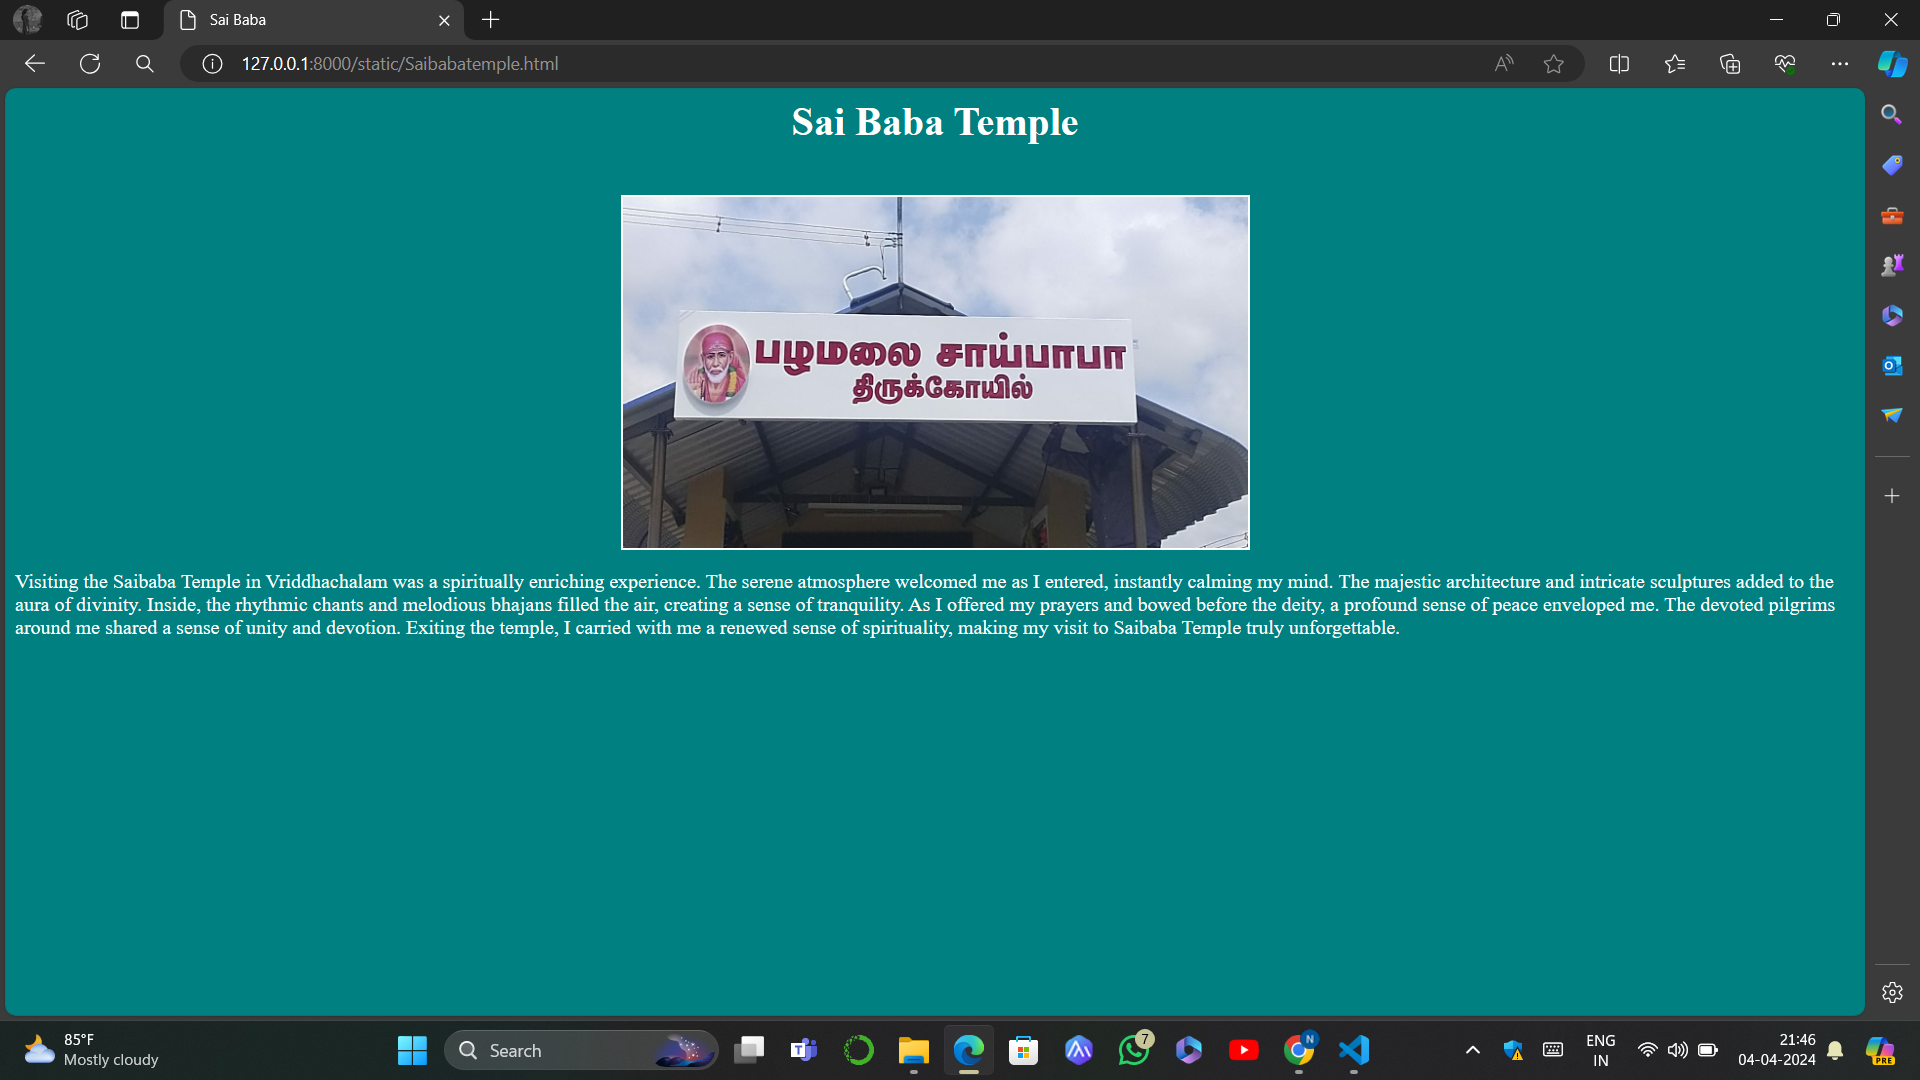 Sai Baba
127.0.0.1:8000/static/Saibabatemple.html
Sai Baba Temple
பழமலை சாய்பாபா
திருக்கோயில்
Visiting the Saibaba Temple in Vriddhachalam was a spiritually enriching experience. The serene atmosphere welcomed me as I entered, instantly calming my mind. The majestic architecture and intricate sculptures added to the
aura of divinity. Inside, the rhythmic chants and melodious bhajans filled the air, creating a sense of tranquility. As I offered my prayers and bowed before the deity, a profound sense of peace enveloped me. The devoted pilgrims
around me shared a sense of unity and devotion. Exiting the temple, I carried with me a renewed sense of spirituality, making my visit to Saibaba Temple truly unforgettable.
85°F
Mostly cloudy
Search
7
N
ENG
IN
21:46
04-04-2024
PRE